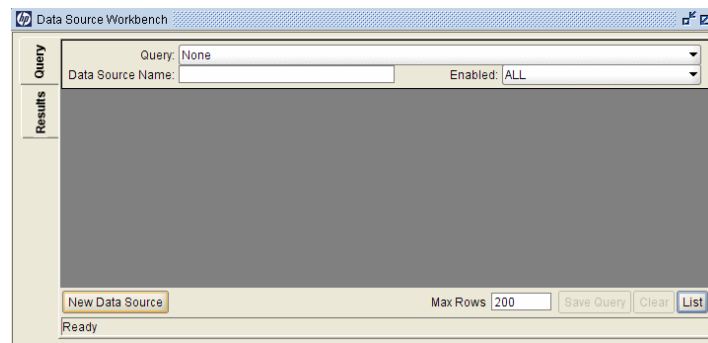 hp Data Source Workbench
Query
Results
Query: None
Data Source Name: Enabled: ALL
New Data Source Max Rows 200 Save Query Clear List
Ready